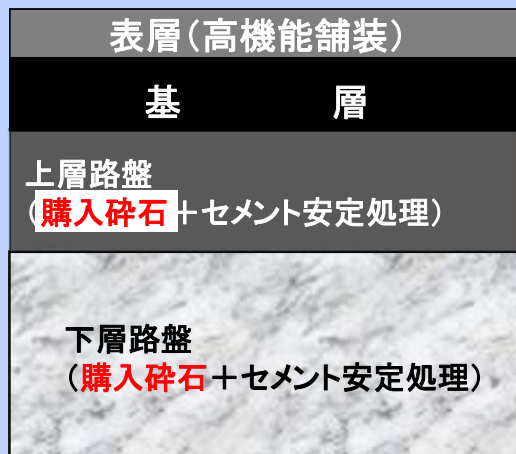 表層(高機能舗装)
基　　　層
上層路盤
(購入砕石+セメント安定処理)
下層路盤
(購入砕石+セメント安定処理)